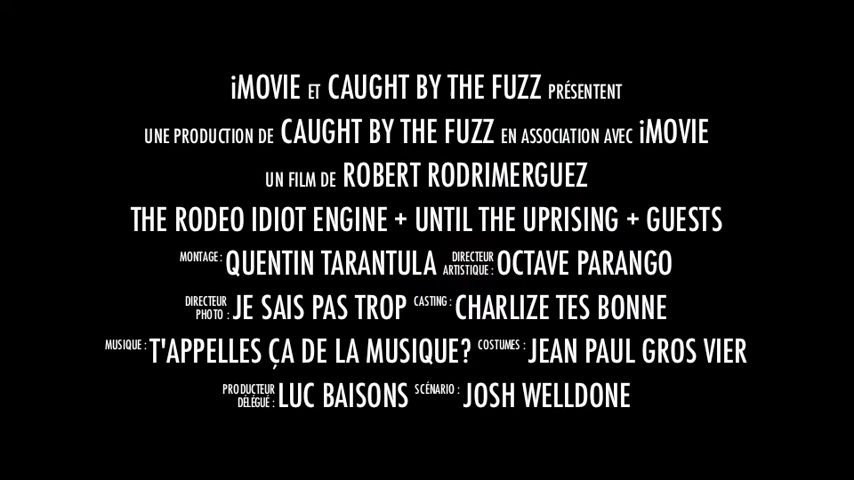 iMOVIE ET CAUGHT BY THE FUZZ PRÉSENTENT
UNE PRODUCTION DE CAUGHT BY THE FUZZ EN ASSOCIATION AVEC iMOVIE
UN FILM DE ROBERT RODRIMERGUEZ
THE RODEO IDIOT ENGINE + UNTIL THE UPRISING + GUESTS
MONTAGE : QUENTIN TARANTULA DIRECTEUR ARTISTIQUE : OCTAVE PARANGO
DIRECTEUR PHOTO : JE SAIS PAS TROP CASTING : CHARLIZE TES BONNE
MUSIQUE : T'APPELLES ÇA DE LA MUSIQUE? COSTUMES : JEAN PAUL GROS VIER
PRODUCTEUR DÉLÉGUÉ : LUC BAISONS SCÉNARIO : JOSH WELLDONE